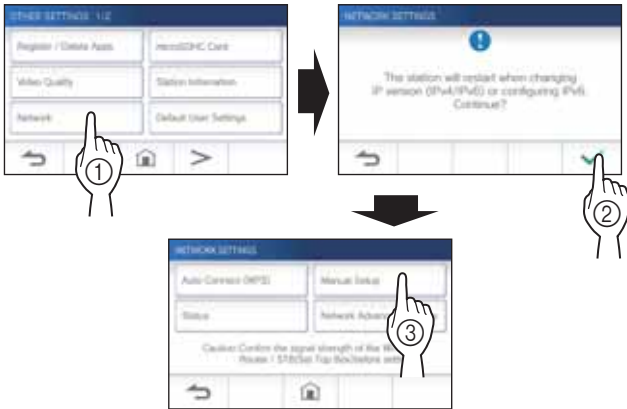 OTHER SETTINGS 1/2
Register / Delete Apps
microSDHC Card
Video Quality
Station Information
Network
Default User Settings
①
NETWORK SETTINGS
The station will restart when changing
IP version (IPv4/IPv6) or configuring IPv6.
Continue?
②
NETWORK SETTINGS
Auto Connect (WPS)
Manual Setup
Status
Network Advanced
Caution: Confirm the signal strength of the
Router / STB(Set Top Box)before
③